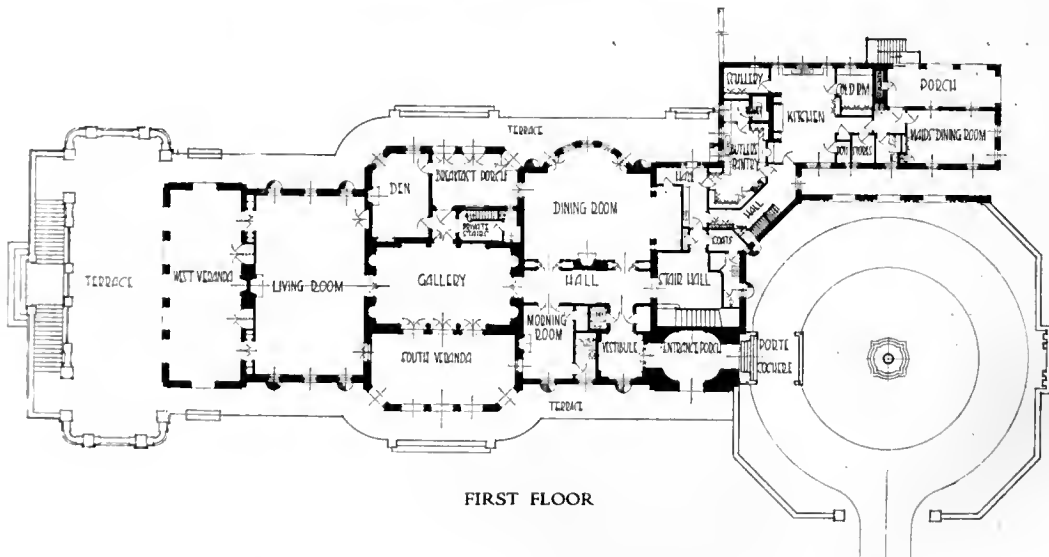 SCULLERY
KITCHEN
COLD RM
PORCH
MAIDS' DINING ROOM
BUTLER'S
PANTRY
HALL
TERRACE
DEN
BREAKFAST PORCH
PRIVATE
STAIRS
DINING ROOM
HALL
COATS
TERRACE
WEST VERANDA
LIVING ROOM
GALLERY
HALL
STAIR HALL
MORNING
ROOM
SOUTH VERANDA
VESTIBULE
ENTRANCE PORCH
PORTE
COCHERE
TERRACE
FIRST FLOOR